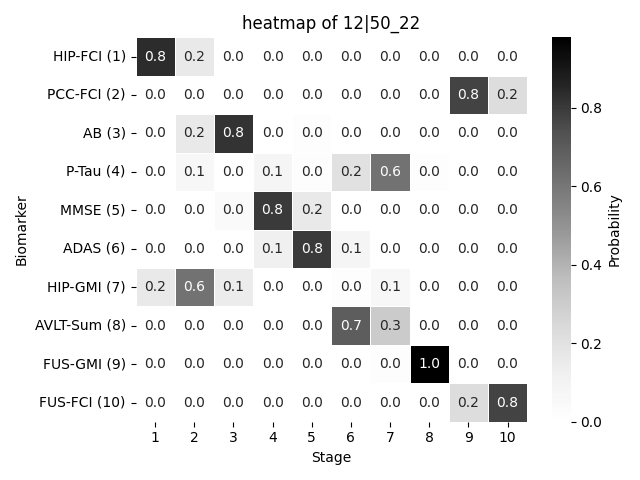 heatmap of 12|50_22
HIP-FCI (1) 0.8 0.2 0.0 0.0 0.0 0.0 0.0 0.0 0.0 0.0
PCC-FCI (2) 0.0 0.0 0.0 0.0 0.0 0.0 0.0 0.0 0.8 0.2
AB (3) 0.0 0.2 0.8 0.0 0.0 0.0 0.0 0.0 0.0 0.0
P-Tau (4) 0.0 0.1 0.0 0.1 0.0 0.2 0.6 0.0 0.0 0.0
MMSE (5) 0.0 0.0 0.0 0.8 0.2 0.0 0.0 0.0 0.0 0.0
ADAS (6) 0.0 0.0 0.0 0.1 0.8 0.1 0.0 0.0 0.0 0.0
HIP-GMI (7) 0.2 0.6 0.1 0.0 0.0 0.0 0.1 0.0 0.0 0.0
AVLT-Sum (8) 0.0 0.0 0.0 0.0 0.0 0.7 0.3 0.0 0.0 0.0
FUS-GMI (9) 0.0 0.0 0.0 0.0 0.0 0.0 0.0 1.0 0.0 0.0
FUS-FCI (10) 0.0 0.0 0.0 0.0 0.0 0.0 0.0 0.0 0.2 0.8
1 2 3 4 5 6 7 8 9 10
Stage
Biomarker
0.8
0.6
0.4
0.2
0.0
Probability